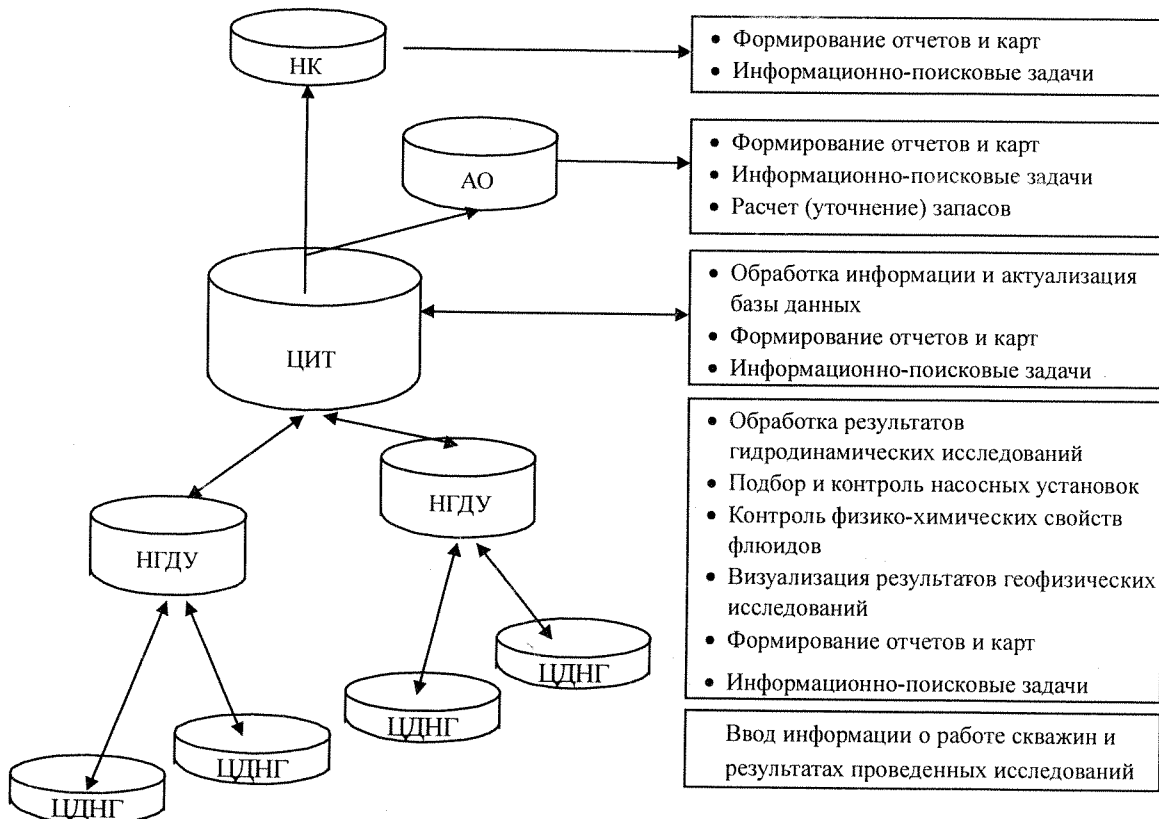 НК
• Формирование отчетов и карт
• Информационно-поисковые задачи
АО
• Формирование отчетов и карт
• Информационно-поисковые задачи
• Расчет (уточнение) запасов
ЦИТ
• Обработка информации и актуализация
базы данных
• Формирование отчетов и карт
• Информационно-поисковые задачи
НГДУ
НГДУ
• Обработка результатов
гидродинамических исследований
• Подбор и контроль насосных установок
• Контроль физико-химических свойств
флюидов
• Визуализация результатов геофизических
исследований
• Формирование отчетов и карт
• Информационно-поисковые задачи
ЦДНГ
ЦДНГ
ЦДНГ
ЦДНГ
Ввод информации о работе скважин и
результатах проведенных исследований